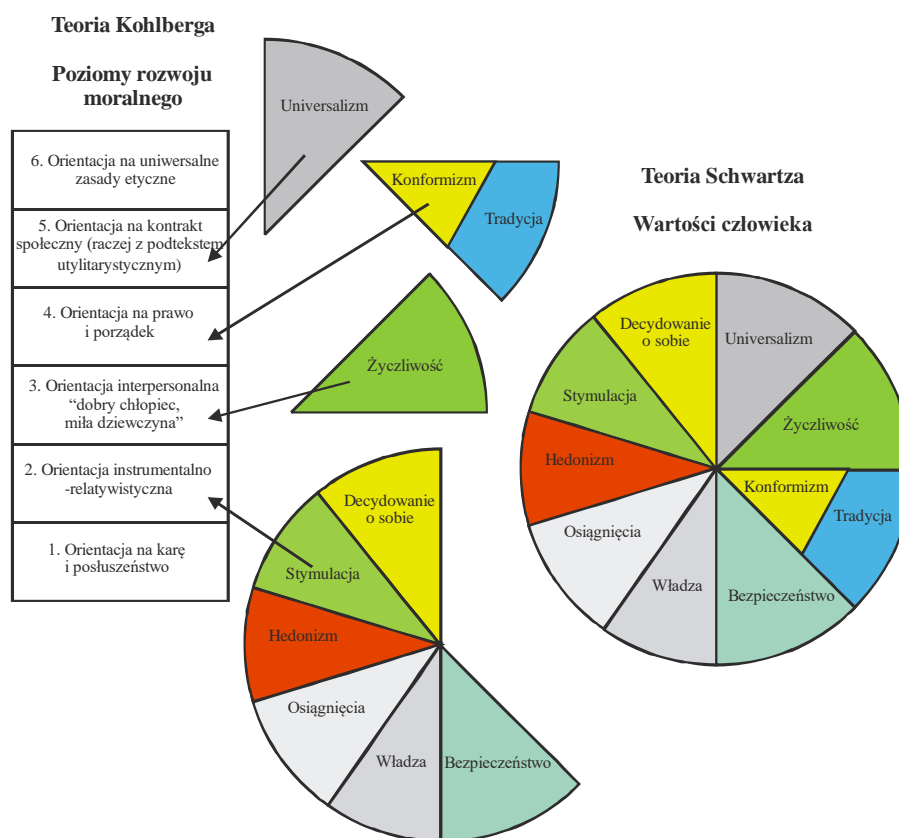 Teoria Kohlberga
Poziomy rozwoju
moralnego
6. Orientacja na uniwersalne
zasady etyczne
5. Orientacja na kontrakt
społeczny (raczej z podtekstem
utylitarystycznym)
4. Orientacja na prawo
i porządek
3. Orientacja interpersonalna
“dobry chłopiec,
miła dziewczyna”
2. Orientacja instrumentalno
-relatywistyczna
1. Orientacja na karę
i posłuszeństwo
Uniwersalizm
Konformizm
Tradycja
Życzliwość
Decydowanie
o sobie
Stymulacja
Hedonizm
Osiągnięcia
Władza
Bezpieczeństwo
Teoria Schwartza
Wartości człowieka
Decydowanie
o sobie
Uniwersalizm
Stymulacja
Życzliwość
Hedonizm
Konformizm
Tradycja
Osiągnięcia
Władza
Bezpieczeństwo